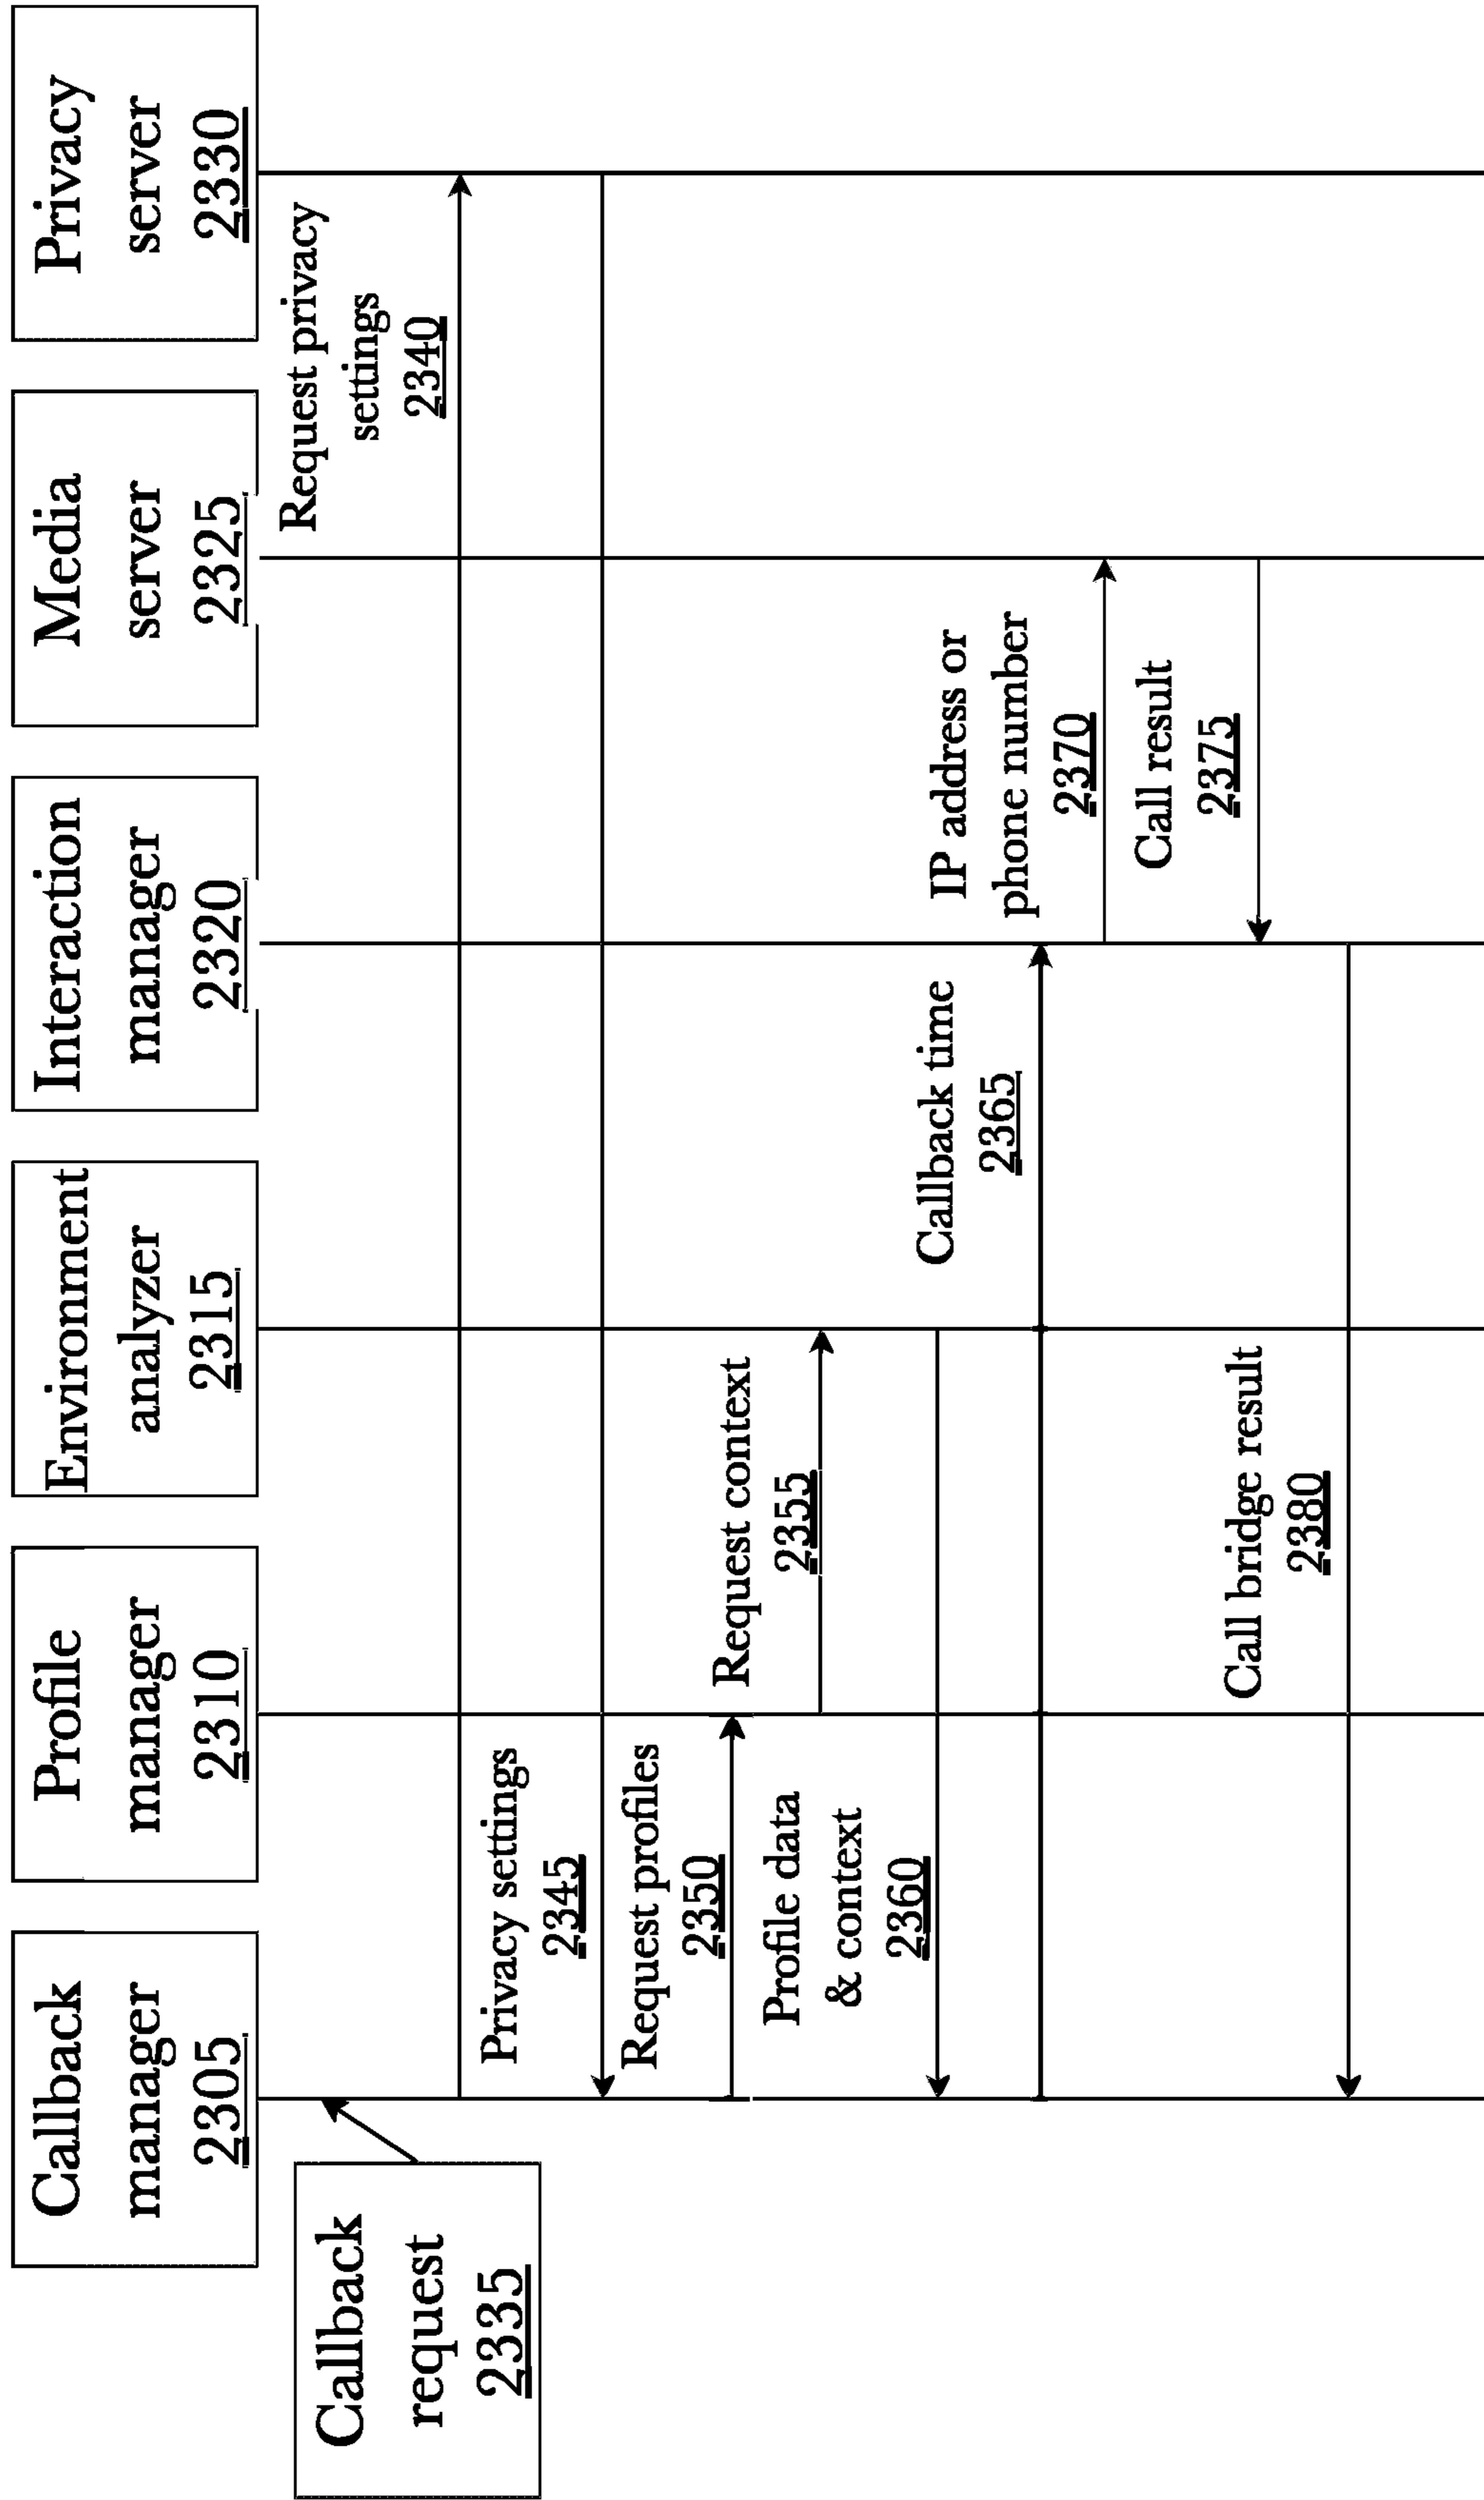 Callback
manager
2305
Profile
manager
2310
Environment
analyzer
2315
Interaction
manager
2320
Media
server
2325
Privacy
server
2330
Callback
request
2335
Request privacy
settings
2340
Privacy settings
2345
Request profiles
2350
Request context
2355
Profile data
& context
2360
Callback time
2365
IP address or
phone number
2370
Call result
2375
Call bridge result
2380